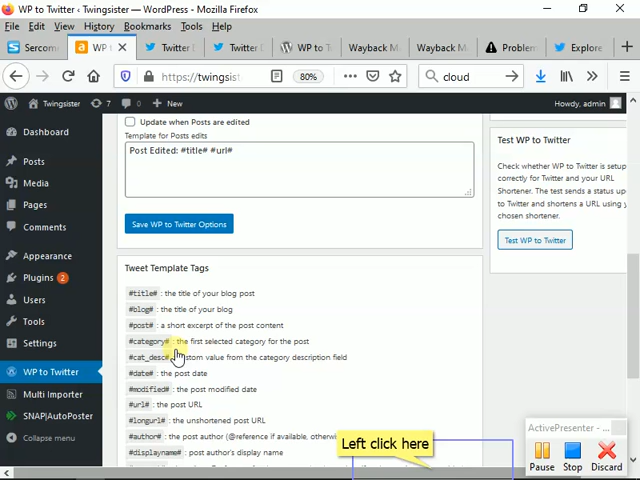 WP to Twitter ‹ Twingsister — WordPress — Mozilla Firefox
File Edit View History Bookmarks Tools Help
Sercom
WP t
Twitter
Twitter D
WP to T
Wayback M
Wayback M
Problem
Explore
https://twingsist
80%
cloud
Twingsister 7 New Howdy, admin
Dashboard
Posts
Media
Pages
Comments
Appearance
Plugins 2
Users
Tools
Settings
WP to Twitter
Multi Importer
SNAP|AutoPoster
Collapse menu
Update when Posts are edited
Template for Posts edits
Post Edited: #title# #url#
Save WP to Twitter Options
Tweet Template Tags
#title# : the title of your blog post
#blog# : the title of your blog
#post# : a short excerpt of the post content
#category# : the first selected category for the post
#cat_desc# custom value from the category description field
#date# : the post date
#modified# : the post modified date
#url# : the post URL
#longurl# : the unshortened post URL
#author# : the post author (@reference if available, otherwi
#displayname# : post author's display name
Test WP to Twitter
Check whether WP to Twitter is setup
correctly for Twitter and your URL
Shortener. The test sends a status up
to Twitter and shortens a URL using y
chosen shortener.
Test WP to Twitter
Left click here
ActivePresenter - ...
Pause Stop Discard